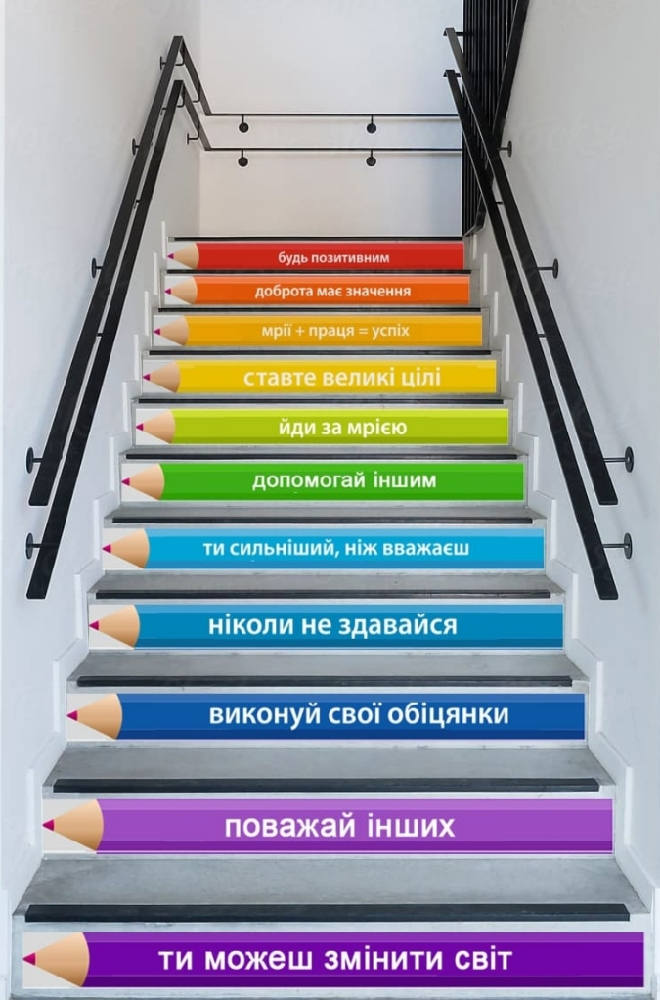 будь позитивним
доброта має значення
мрії + праця = успіх
ставте великі цілі
йди за мрією
допомогай іншим
ти сильніший, ніж вважаєш
ніколи не здавайся
виконуй свої обіцянки
поважай інших
ти можеш змінити світ